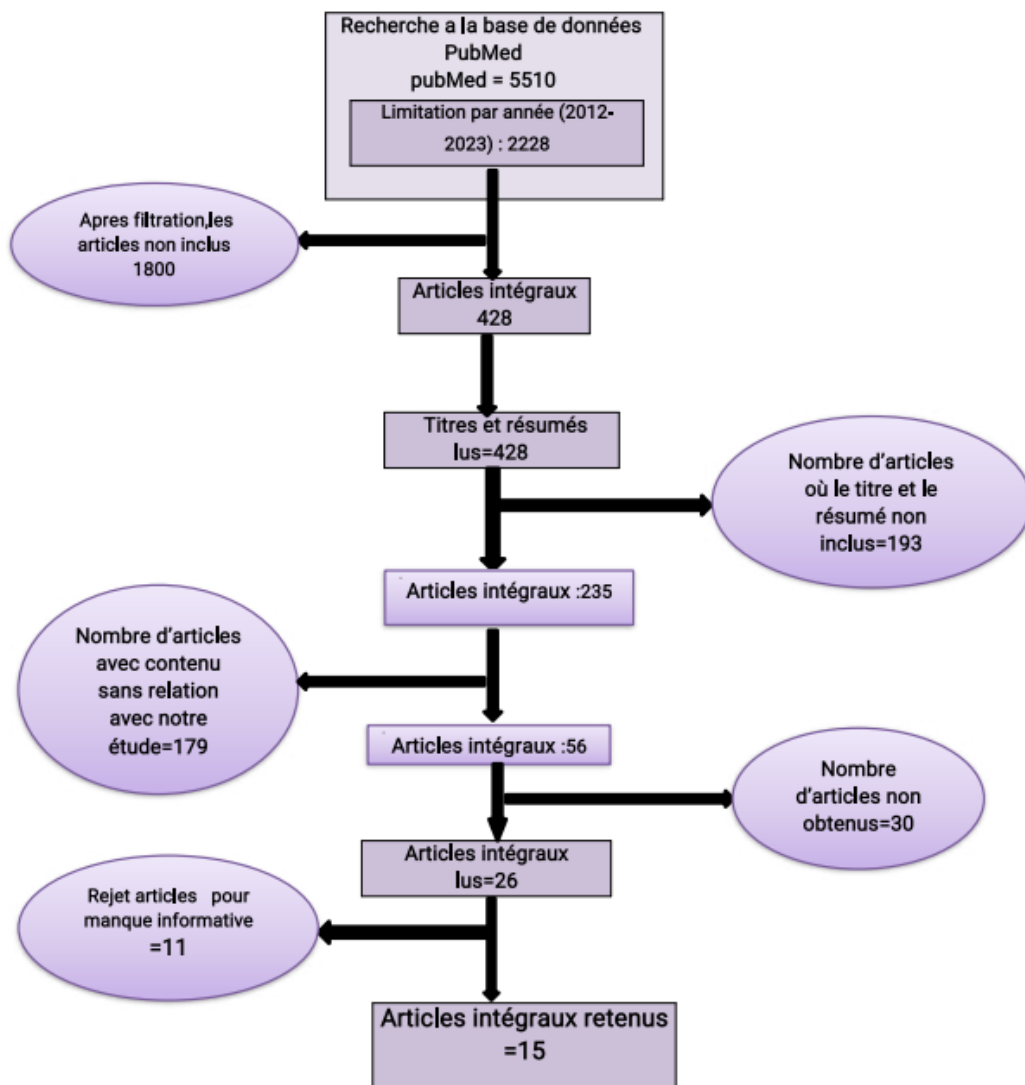 Recherche a la base de données
PubMed
pubMed = 5510
Limitation par année (2012-
2023) : 2228
Apres filtration,les
articles non inclus
1800
Articles intégraux
428
Titres et résumés
lus=428
Nombre d'articles
où le titre et le
résumé non
inclus=193
Articles intégraux :235
Nombre d'articles
avec contenu
sans relation
avec notre
étude=179
Articles intégraux :56
Nombre
d'articles non
obtenus=30
Articles intégraux
lus=26
Rejet articles pour
manque informative
=11
Articles intégraux retenus
=15